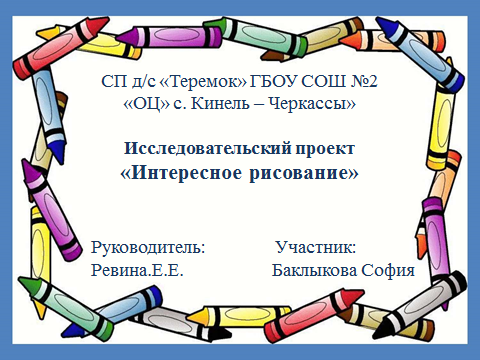 СП д/с «Теремок» ГБОУ СОШ №2
«ОЦ» с. Кинель – Черкассы»
Исследовательский проект
«Интересное рисование»
Руководитель: Участник:
Ревина.Е.Е. Баклыкова София